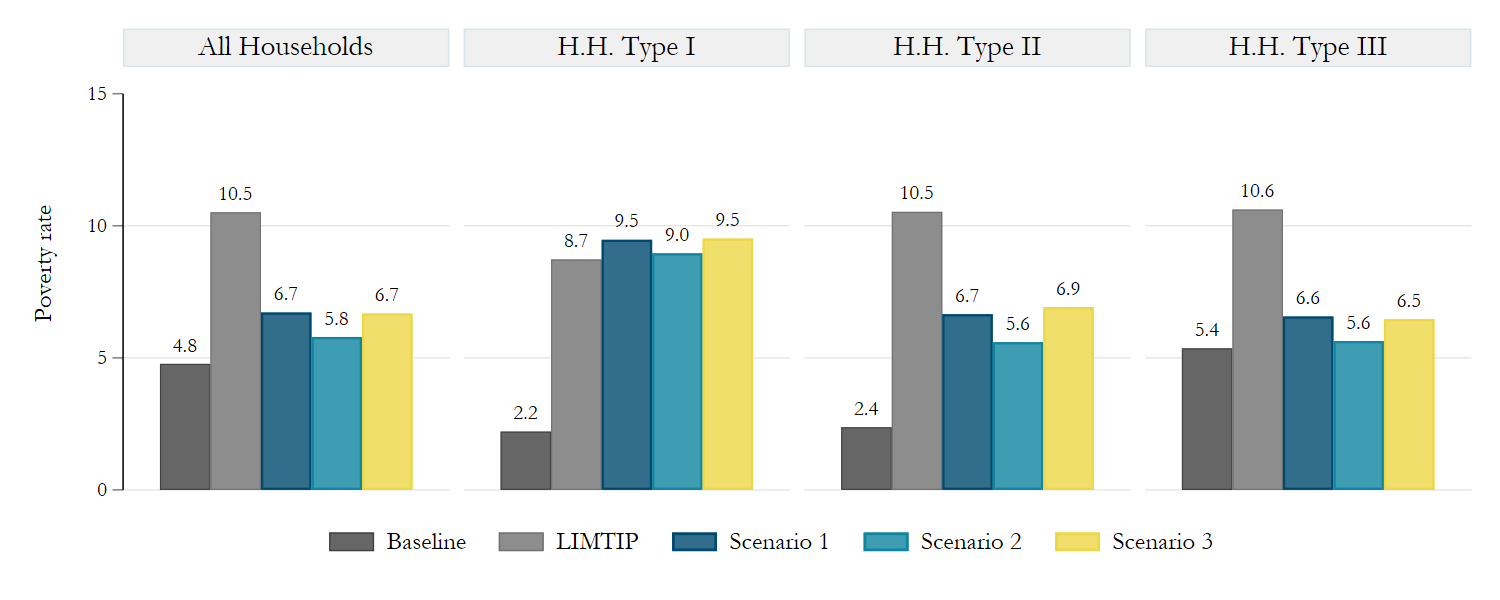 All Households
H.H. Type I
H.H. Type II
H.H. Type III
Poverty rate
15
10
5
0
4.8
10.5
6.7
5.8
6.7
2.2
8.7
9.5
9.0
9.5
2.4
10.5
6.7
5.6
6.9
5.4
10.6
6.6
5.6
6.5
Baseline
LIMTIP
Scenario 1
Scenario 2
Scenario 3